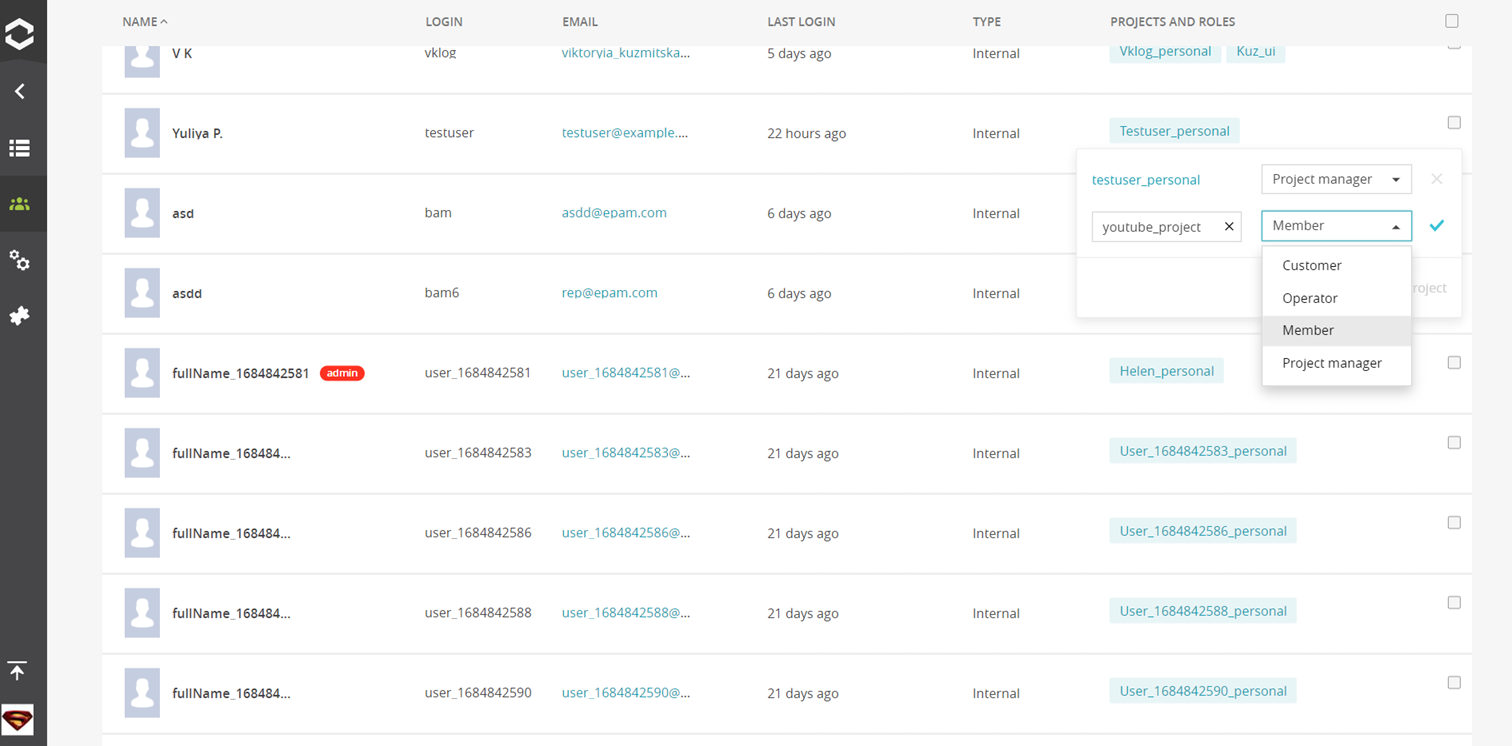 NAME LOGIN EMAIL LAST LOGIN TYPE PROJECTS AND ROLES
V K vklog viktoryia_kuzmitska... 5 days ago Internal Vklog_personal Kuz_ui
Yuliya P. testuser testuser@example.... 22 hours ago Internal Testuser_personal
testuser_personal Project manager
asd bam asdd@epam.com 6 days ago Internal
youtube_project Member
Customer
roject
asdd bam6 rep@epam.com 6 days ago Internal
Operator
Member
Project manager
fullName_1684842581 admin user_1684842581 user_1684842581@... 21 days ago Internal Helen_personal
fullName_168484... user_1684842583 user_1684842583@... 21 days ago Internal User_1684842583_personal
fullName_168484... user_1684842586 user_1684842586@... 21 days ago Internal User_1684842586_personal
fullName_168484... user_1684842588 user_1684842588@... 21 days ago Internal User_1684842588_personal
fullName_168484... user_1684842590 user_1684842590@... 21 days ago Internal User_1684842590_personal